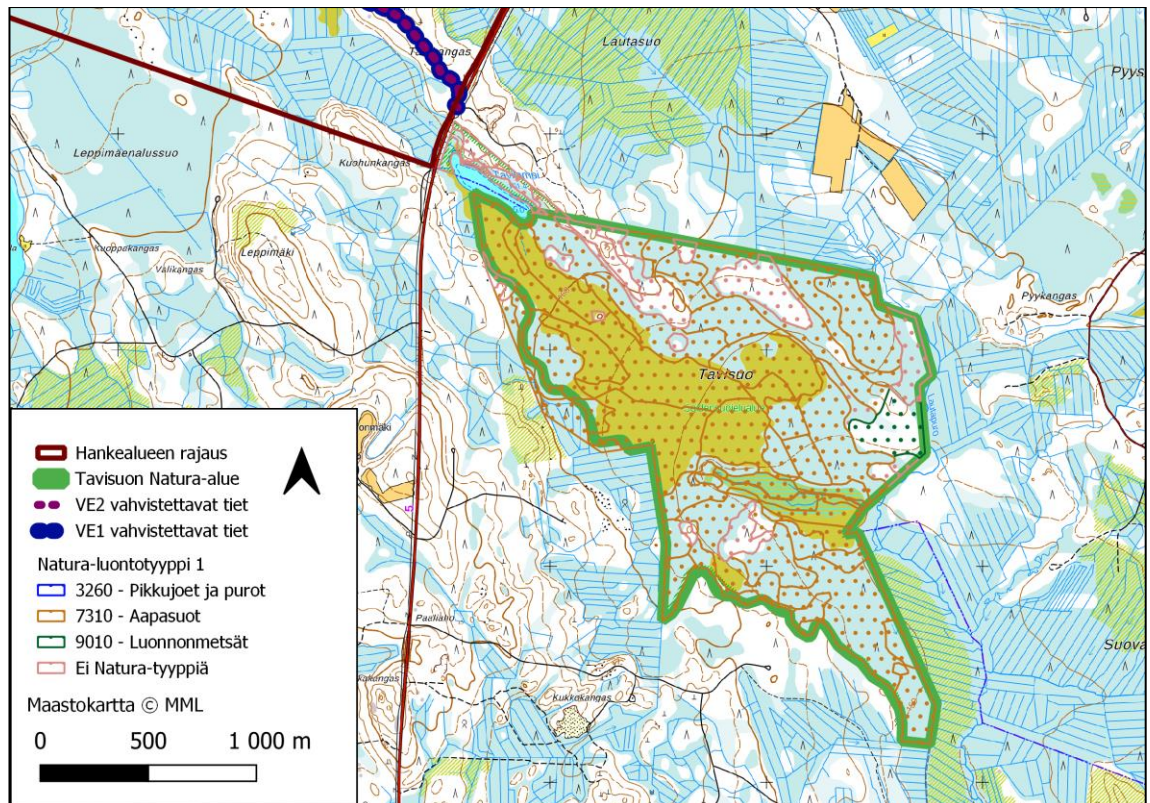 Lautasuo
Leppimäenalussuo
Kuohunkangas
Kuoppakangas
Välikangas
Leppimäki
Pyykangas
Tavisuo
Lautapuro
5
Paaliaho
Kukkokangas
Hankealueen rajaus
Tavisuon Natura-alue
VE2 vahvistettavat tiet
VE1 vahvistettavat tiet
Natura-luontotyyppi 1
3260 - Pikkujoet ja purot
7310 - Aapasuot
9010 - Luonnonmetsät
Ei Natura-tyyppiä
Maastokartta © MML
0 500 1 000 m